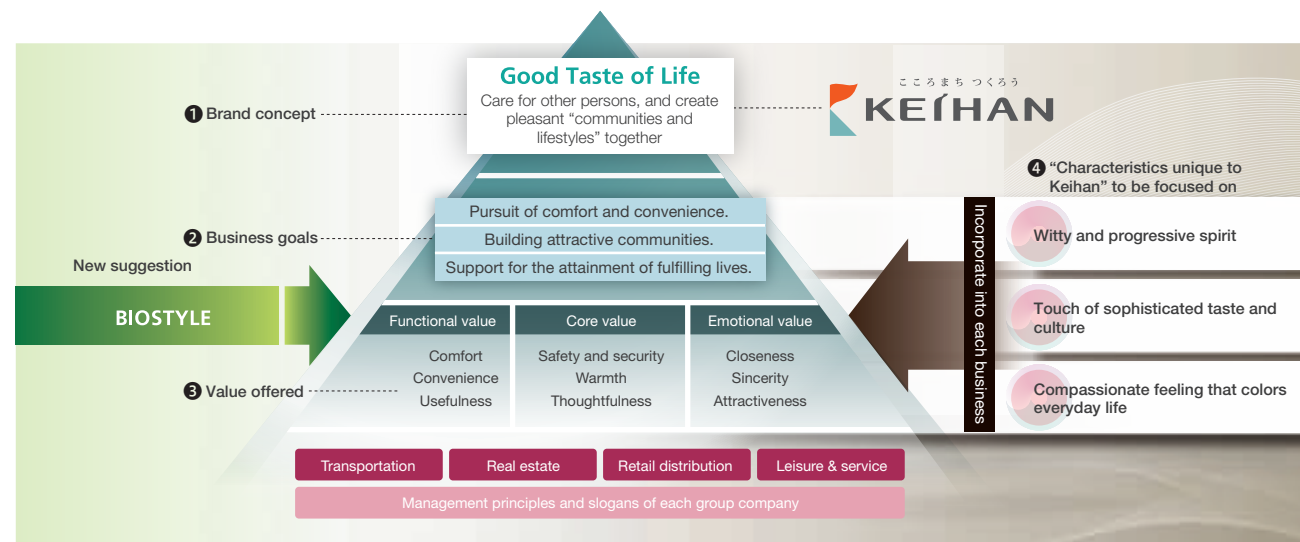 Good Taste of Life
Care for other persons, and create
pleasant “communities and
lifestyles” together
❶ Brand concept
こころまち つくろう
KEIHAN
❹ “Characteristics unique to
Keihan” to be focused on
Pursuit of comfort and convenience.
Building attractive communities.
Support for the attainment of fulfilling lives.
❷ Business goals
New suggestion
BIOSTYLE
Incorporate into each business
Witty and progressive spirit
Touch of sophisticated taste and
culture
Compassionate feeling that colors
everyday life
Functional value
Core value
Emotional value
Comfort
Convenience
Usefulness
Safety and security
Warmth
Thoughtfulness
Closeness
Sincerity
Attractiveness
❸ Value offered
Transportation
Real estate
Retail distribution
Leisure & service
Management principles and slogans of each group company